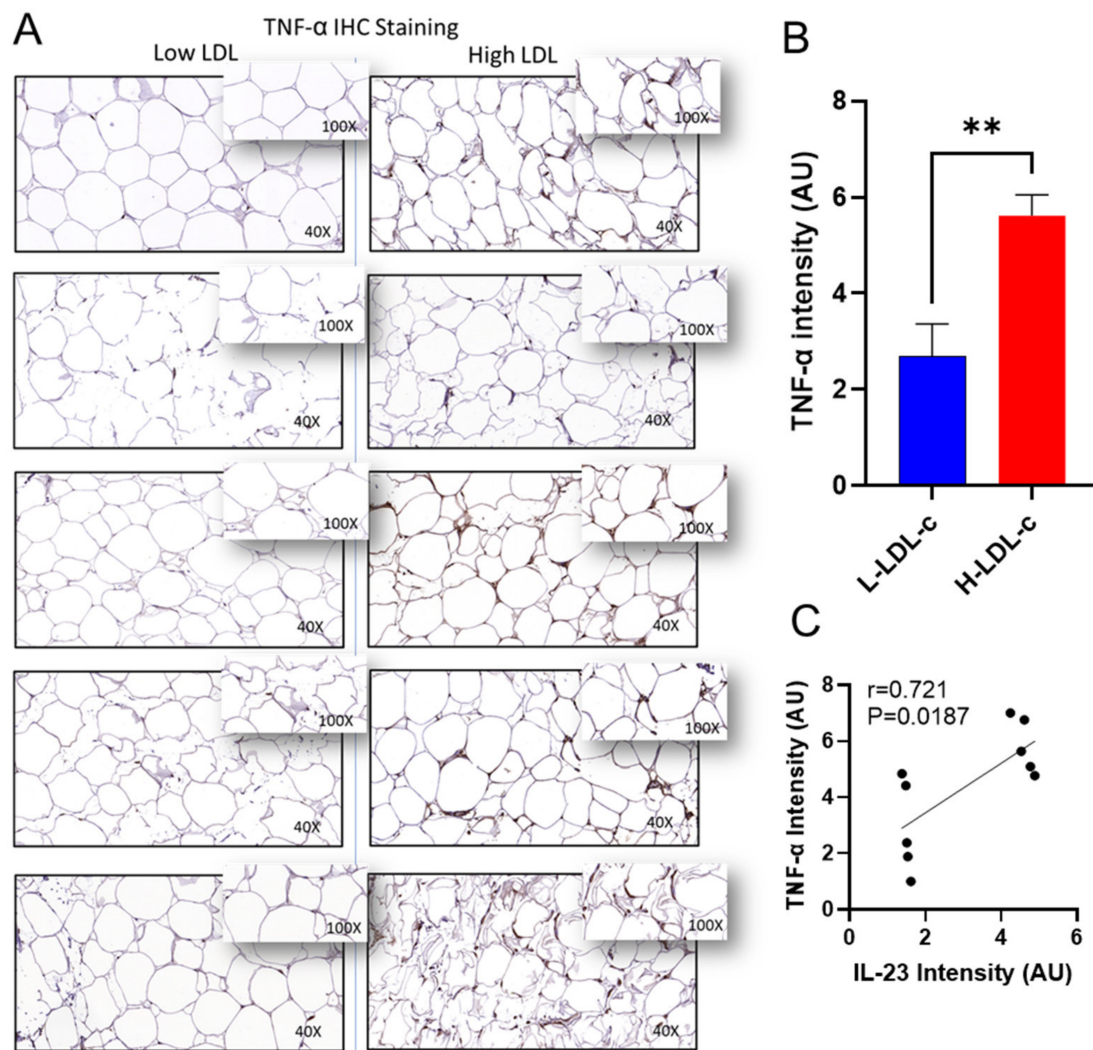 A
TNF-α IHC Staining
Low LDL
High LDL
100X
40X
100X
40X
100X
40X
100X
40X
100X
40X
100X
40X
100X
40X
100X
40X
100X
40X
100X
40X
B
TNF-α intensity (AU)
8
6
4
2
0
**
L-LDL-c
H-LDL-c
C
TNF-α Intensity (AU)
8
6
4
2
0
r=0.721
P=0.0187
0
2
4
6
IL-23 Intensity (AU)